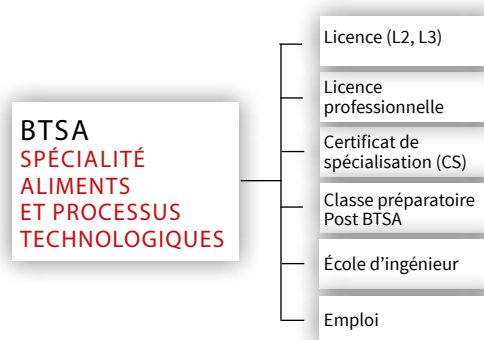 BTSA
SPÉCIALITÉ
ALIMENTS
ET PROCESSUS
TECHNOLOGIQUES
Licence (L2, L3)
Licence
professionnelle
Certificat de
spécialisation (CS)
Classe préparatoire
Post BTSA
École d’ingénieur
Emploi